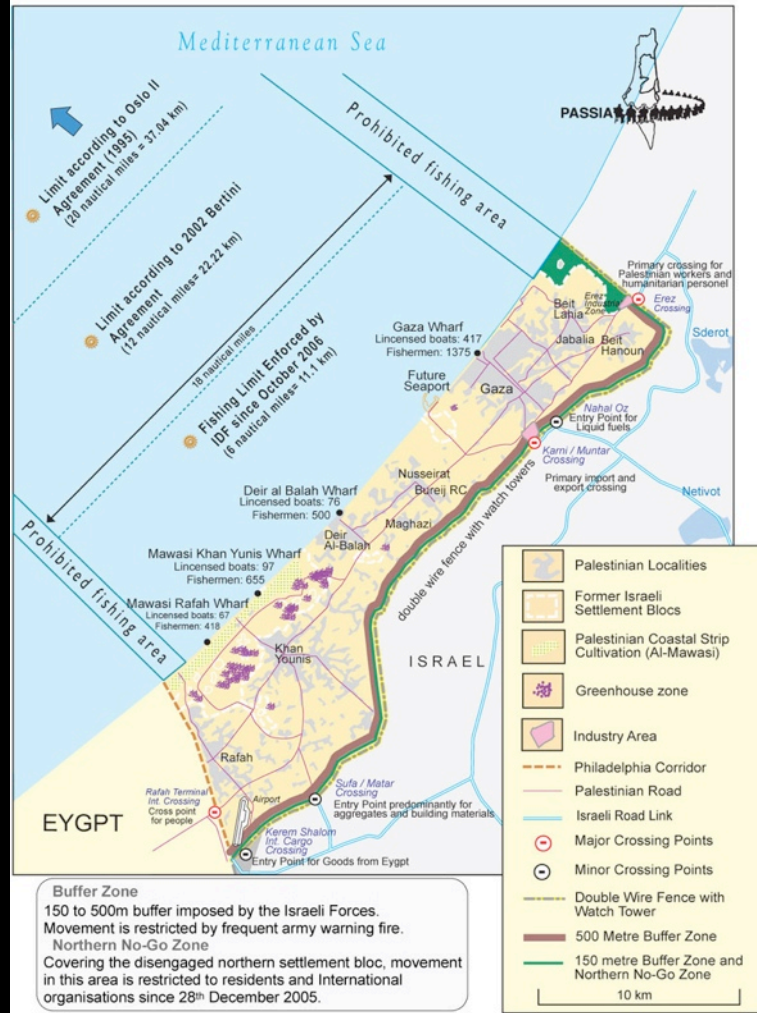 Mediterranean Sea
PASSIA
Prohibited fishing area
Limit according to Oslo II
Agreement (1995)
(20 nautical miles = 37.04 km)
Limit according to 2002 Bertini
Agreement
(12 nautical miles= 22.22 km)
18 nautical miles
Fishing Limit Enforced by
IDF since October 2006
(6 nautical miles= 11.1 km)
Prohibited fishing area
Primary crossing for
Palestinian workers and
humanitarian personel
Erez
Crossing
Erez
Industrial
Zone
Beit
Lahia
Jabalia
Beit
Hanoun
Sderot
Gaza Wharf
Lincensed boats: 417
Fishermen: 1375
Future
Seaport
Gaza
Nahal Oz
Entry Point for
Liquid fuels
Karni / Muntar
Crossing
Primary import and
export crossing
Netivot
Nusseirat
Bureij RC
Maghazi
Deir al Balah Wharf
Lincensed boats: 76
Fishermen: 500
Deir
Al-Balah
double wire fence with watch towers
Mawasi Khan Yunis Wharf
Lincensed boats: 97
Fishermen: 655
Mawasi Rafah Wharf
Lincensed boats: 67
Fishermen: 418
Khan
Younis
ISRAEL
Rafah
Rafah Terminal
Int. Crossing
Cross point
for people
Airport
Sufa / Matar
Crossing
Entry Point predominantly for
aggregates and building materials
EYGPT
Kerem Shalom
Int. Cargo
Crossing
Entry Point for Goods from Eygpt
Palestinian Localities
Former Israeli
Settlement Blocs
Palestinian Coastal Strip
Cultivation (Al-Mawasi)
Greenhouse zone
Industry Area
Philadelphia Corridor
Palestinian Road
Israeli Road Link
Major Crossing Points
Minor Crossing Points
Double Wire Fence with
Watch Tower
500 Metre Buffer Zone
150 metre Buffer Zone and
Northern No-Go Zone
10 km
Buffer Zone
150 to 500m buffer imposed by the Israeli Forces.
Movement is restricted by frequent army warning fire.
Northern No-Go Zone
Covering the disengaged northern settlement bloc, movement
in this area is restricted to residents and International
organisations since 28th December 2005.